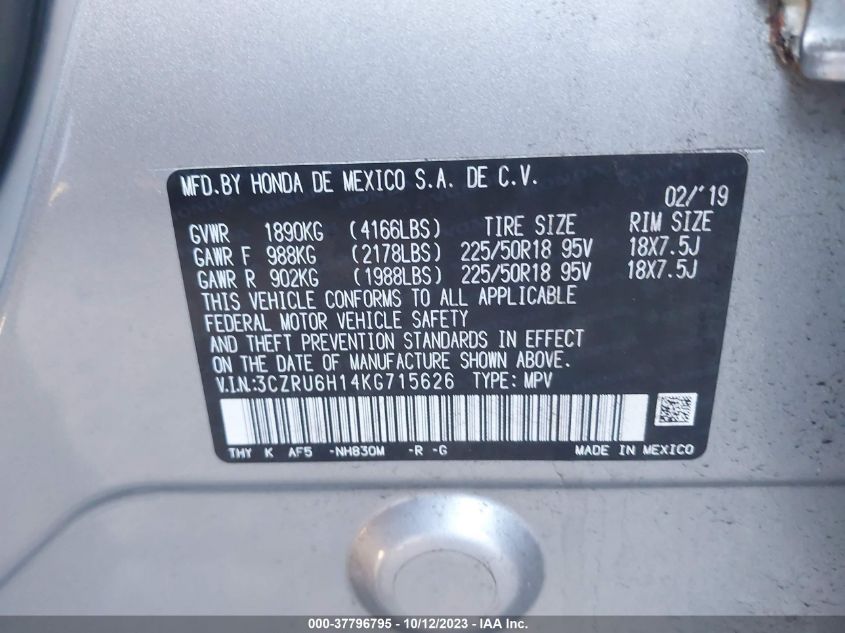 MFD.BY HONDA DE MEXICO S.A. DE C.V.
02/'19
GVWR 1890KG (4166LBS) TIRE SIZE RIM SIZE
GAWR F 988KG (2178LBS) 225/50R18 95V 18X7.5J
GAWR R 902KG (1988LBS) 225/50R18 95V 18X7.5J
THIS VEHICLE CONFORMS TO ALL APPLICABLE
FEDERAL MOTOR VEHICLE SAFETY
AND THEFT PREVENTION STANDARDS IN EFFECT
ON THE DATE OF MANUFACTURE SHOWN ABOVE.
V.I.N.:3CZRU6H14KG715626 TYPE: MPV
THY K AF5 -NH830M -R -G MADE IN MEXICO
000-37796795 - 10/12/2023 - IAA Inc.